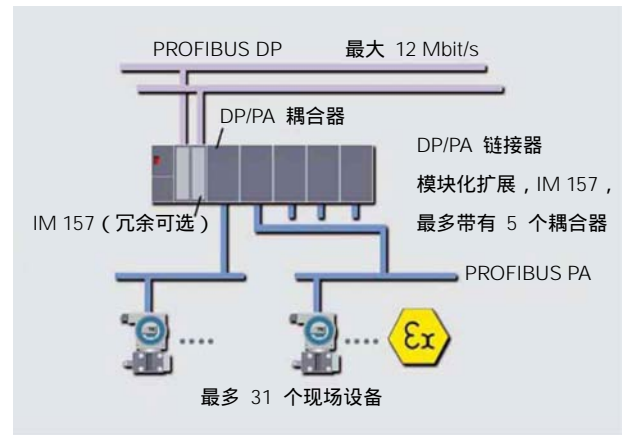 PROFIBUS DP 最大 12 Mbit/s
DP/PA 耦合器
DP/PA 链接器
模块化扩展，IM 157，
IM 157（冗余可选）
最多带有 5 个耦合器
PROFIBUS PA
εx
最多 31 个现场设备